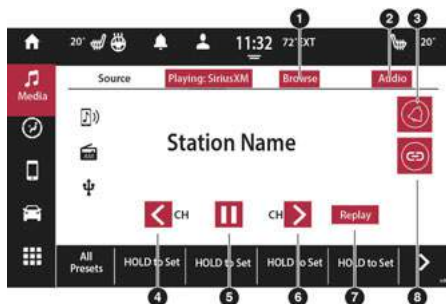 1 2 3
20° 11:32 72° EXT 20°
Media
Source Playing: SiriusXM Browse Addio
AM
Station Name
CH CH Replay
All Presets HOLD to Set HOLD to Set HOLD to Set HOLD to Set
4 5 6 7 8